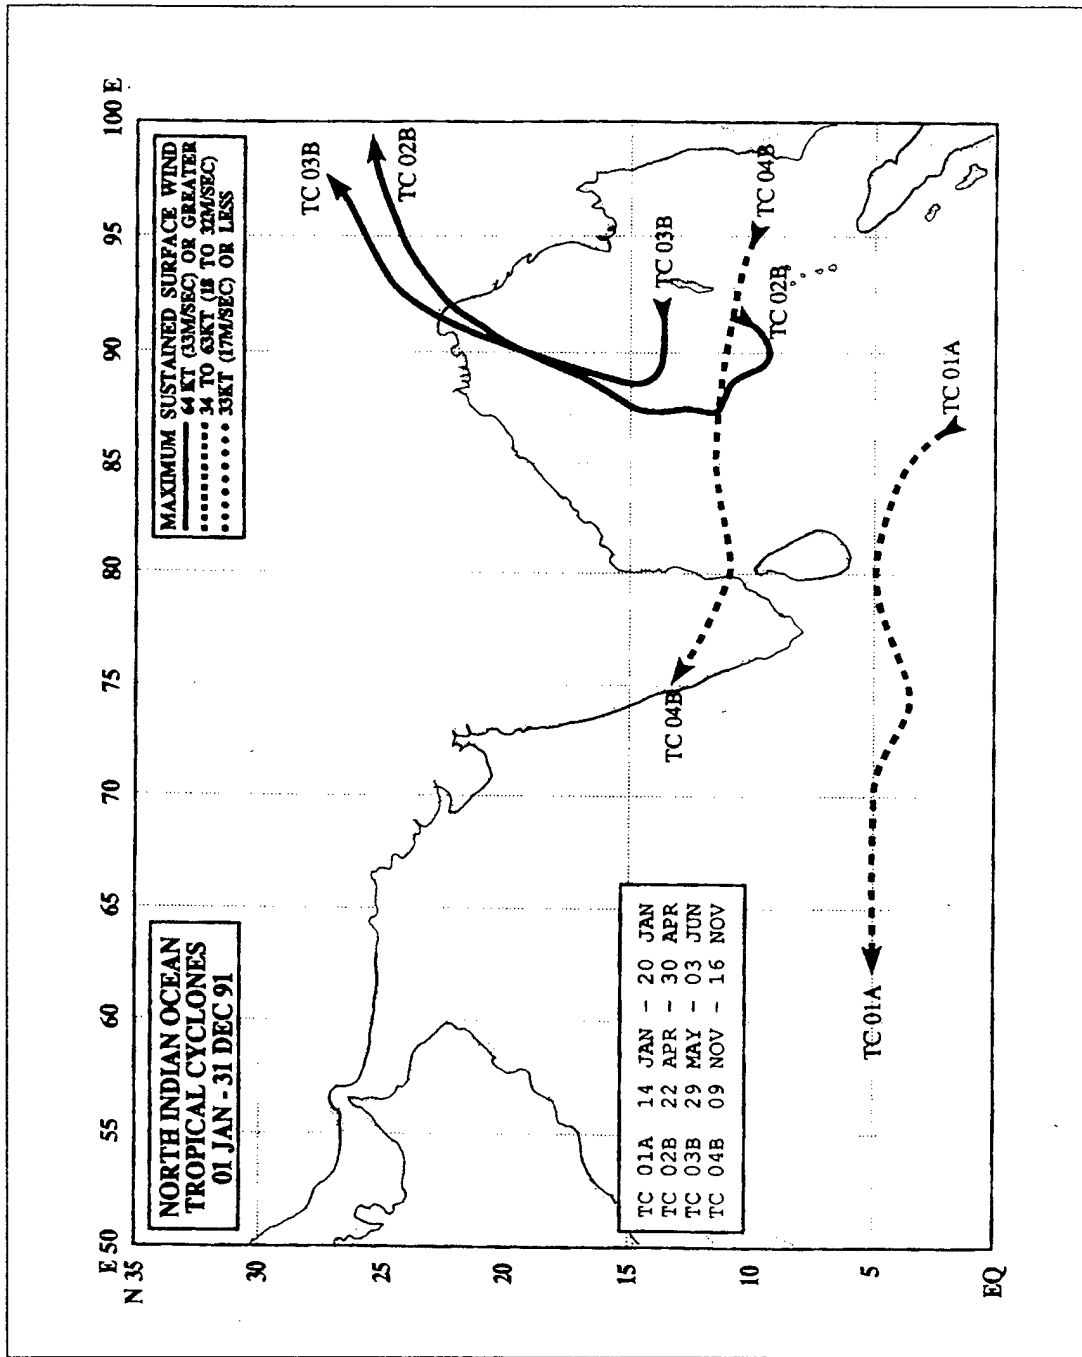 NORTH INDIAN OCEAN
TROPICAL CYCLONES
01 JAN - 31 DEC 91
MAXIMUM SUSTAINED SURFACE WIND
64 KT (33M/SEC) OR GREATER
34 TO 63KT (18 TO 32M/SEC)
33KT (17M/SEC) OR LESS
E 50 55 60 65 70 75 80 85 90 95 100 E
N 35
30
25
20
15
5
EQ
TC 03B
TC 02B
TC 03B
TC 04B
TC 02B
TC 04B
TC 01A
TC 01A
TC 01A 14 JAN - 20 JAN
TC 02B 22 APR - 30 APR
TC 03B 29 MAY - 03 JUN
TC 04B 09 NOV - 16 NOV